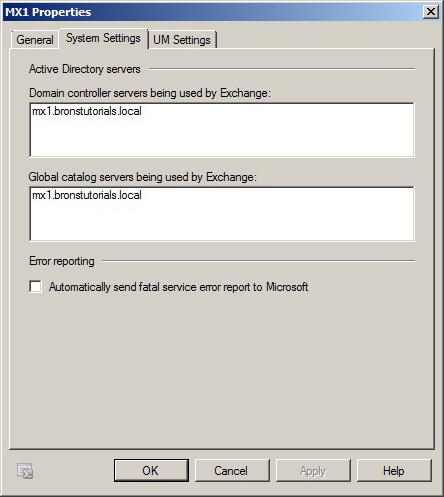 MX1 Properties
General
System Settings
UM Settings
Active Directory servers
Domain controller servers being used by Exchange:
mx1.bronstutorials.local
Global catalog servers being used by Exchange:
mx1.bronstutorials.local
Error reporting
Automatically send fatal service error report to Microsoft
OK
Cancel
Apply
Help